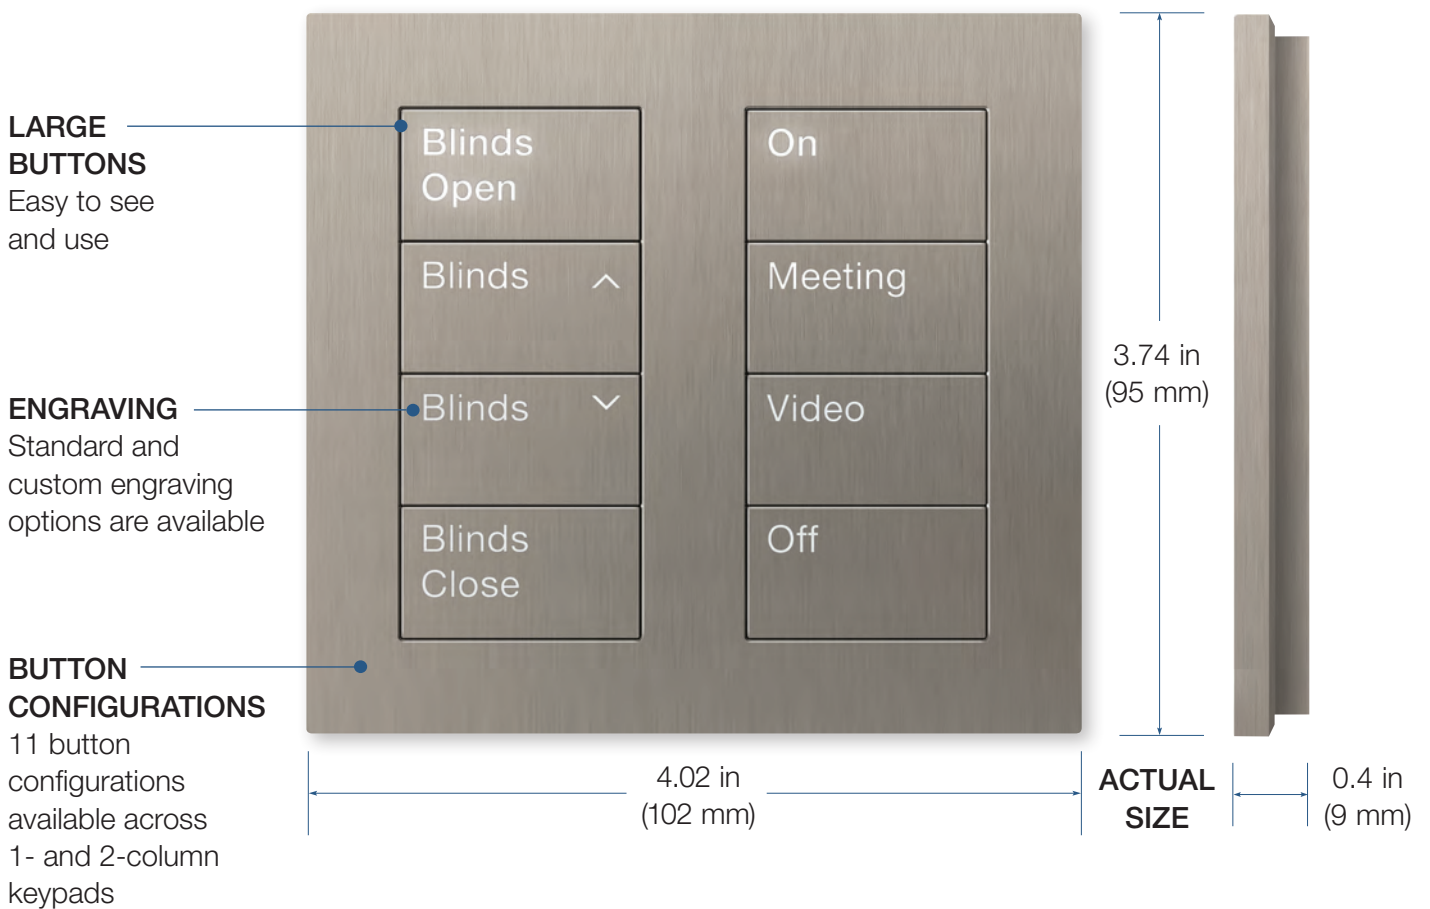 LARGE
BUTTONS
Easy to see
and use
ENGRAVING
Standard and
custom engraving
options are available
BUTTON
CONFIGURATIONS
11 button
configurations
available across
1- and 2-column
keypads
Blinds
Open
Blinds
Blinds
Blinds
Close
On
Meeting
Video
Off
3.74 in
(95 mm)
4.02 in
(102 mm)
ACTUAL
SIZE
0.4 in
(9 mm)